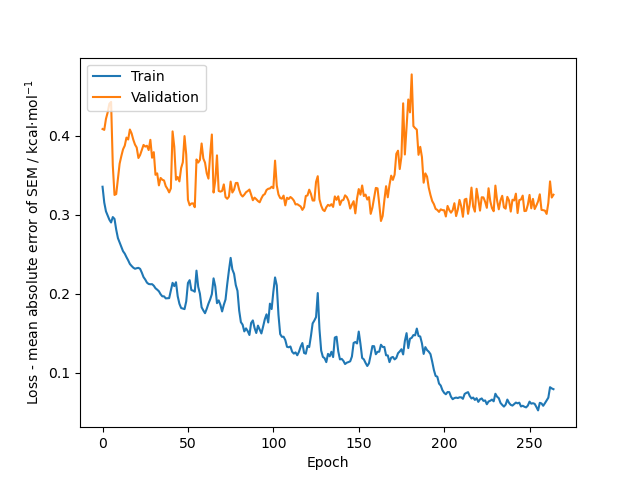 Train
Validation
Loss - mean absolute error of SEM / kcal·mol⁻¹
0.4
0.3
0.2
0.1
0 50 100 150 200 250
Epoch